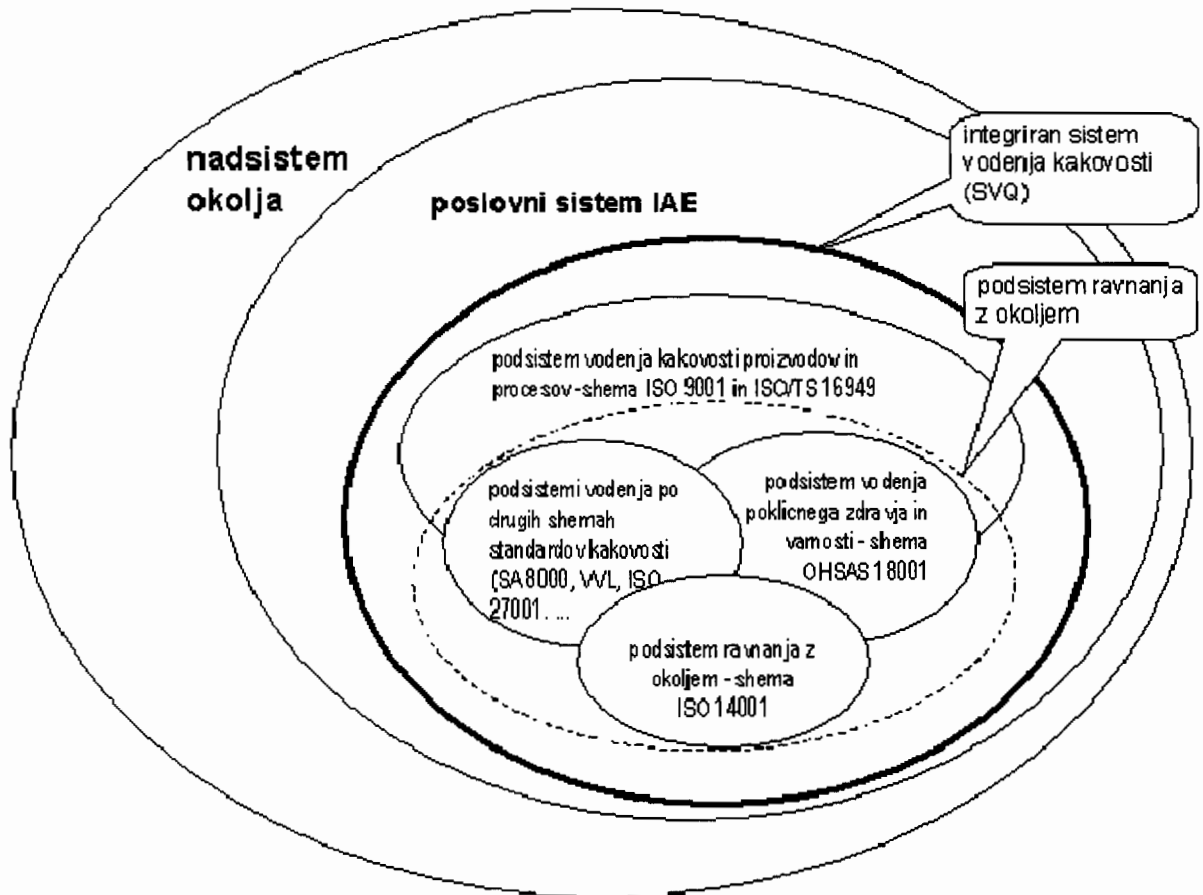 nadsistem
okolja
poslovni sistem IAE
integriran sistem
vodenja kakovosti
(SVQ)
podsistem ravnanja
z okoljem
podsistem vodenja kakovosti proizvodov in
procesov-shema ISO 9001 in ISO/TS 16949
podsistemi vodenja po
drugih shemah
standardov kakovosti
(SA 8000, VVL, ISO
27001. ...
podsistem vodenja
poklicnega zdravja in
varnosti - shema
OHSAS 18001
podsistem ravnanja z
okoljem - shema
ISO 14001